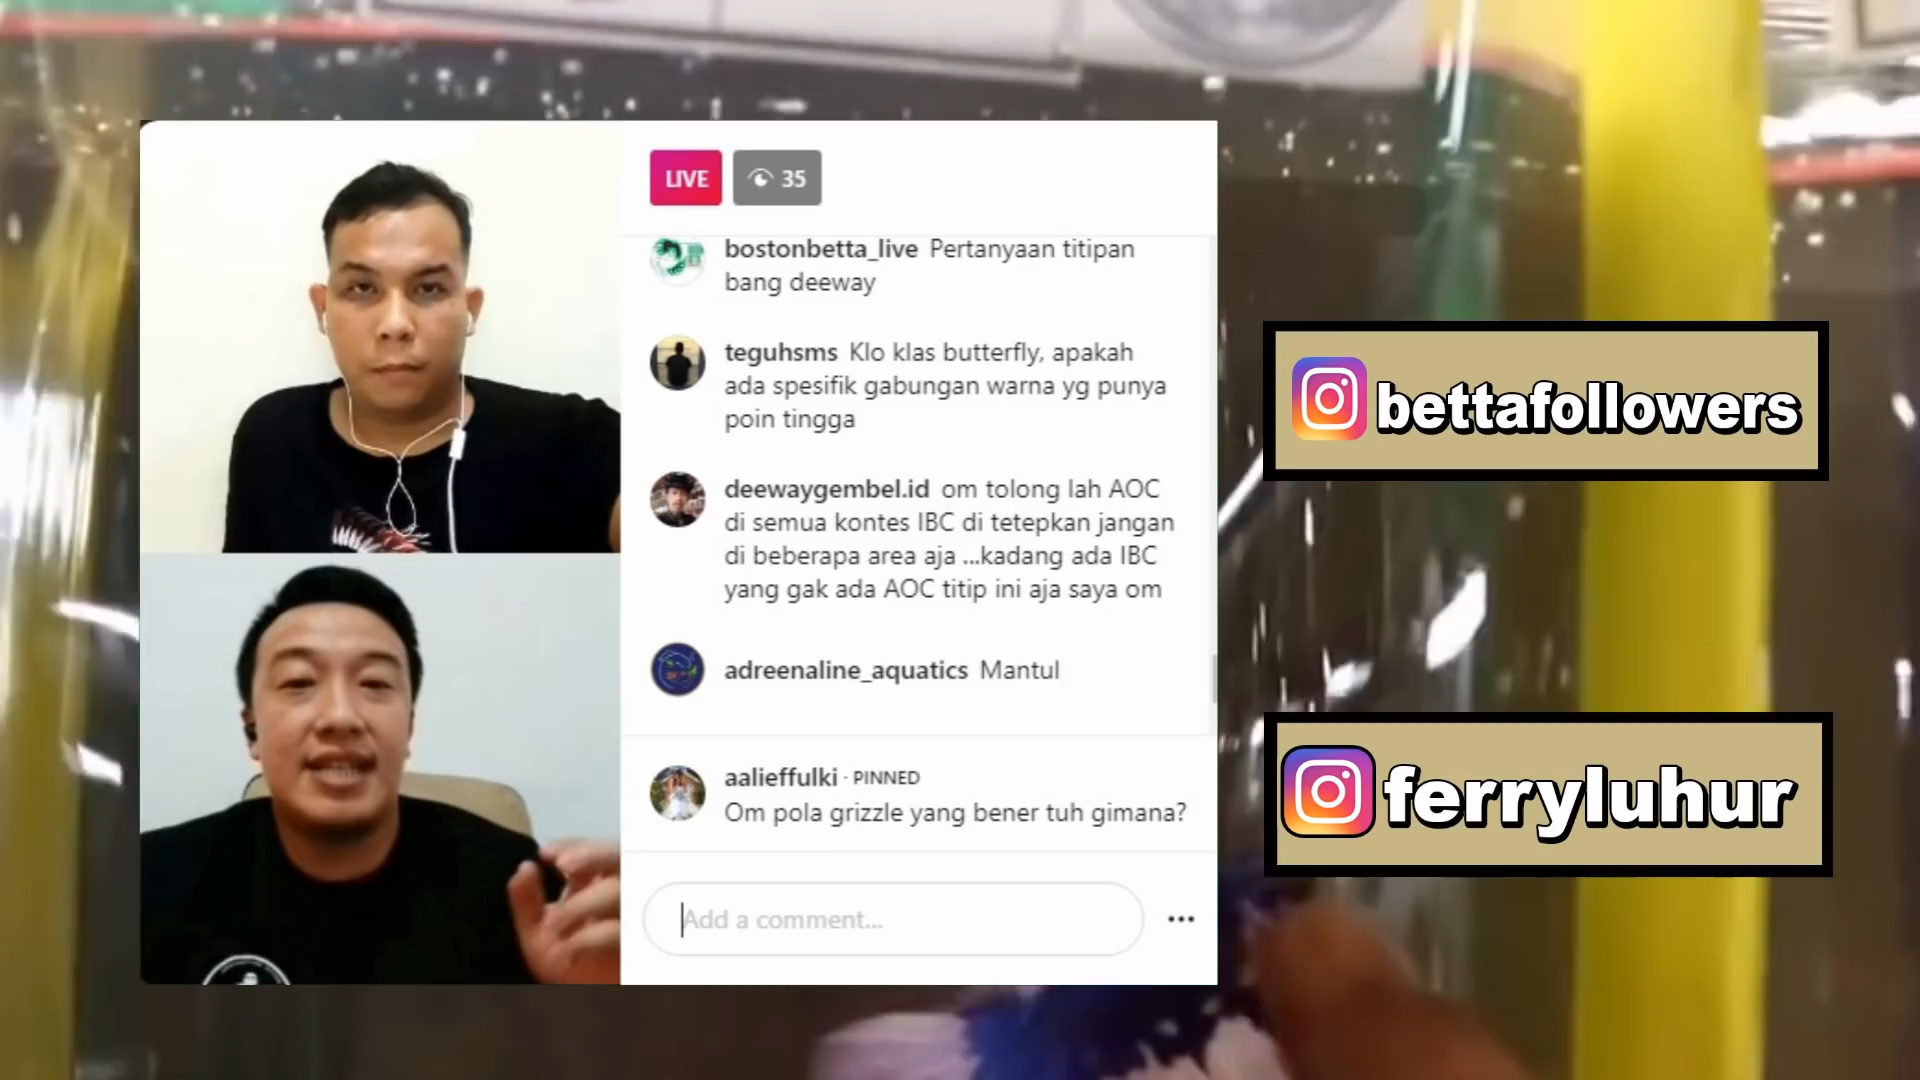 LIVE 35
bostonbetta_live Pertanyaan titipan
bang deeway
teguhsms Klo klas butterfly, apakah
ada spesifik gabungan warna yg punya
poin tingga
deewaygembel.id om tolong lah AOC
di semua kontes IBC di tetepkan jangan
di beberapa area aja ...kadang ada IBC
yang gak ada AOC titip ini aja saya om
adreenaline_aquatics Mantul
aalieffulki · PINNED
Om pola grizzle yang bener tuh gimana?
Add a comment...
bettafollowers
ferryluhur